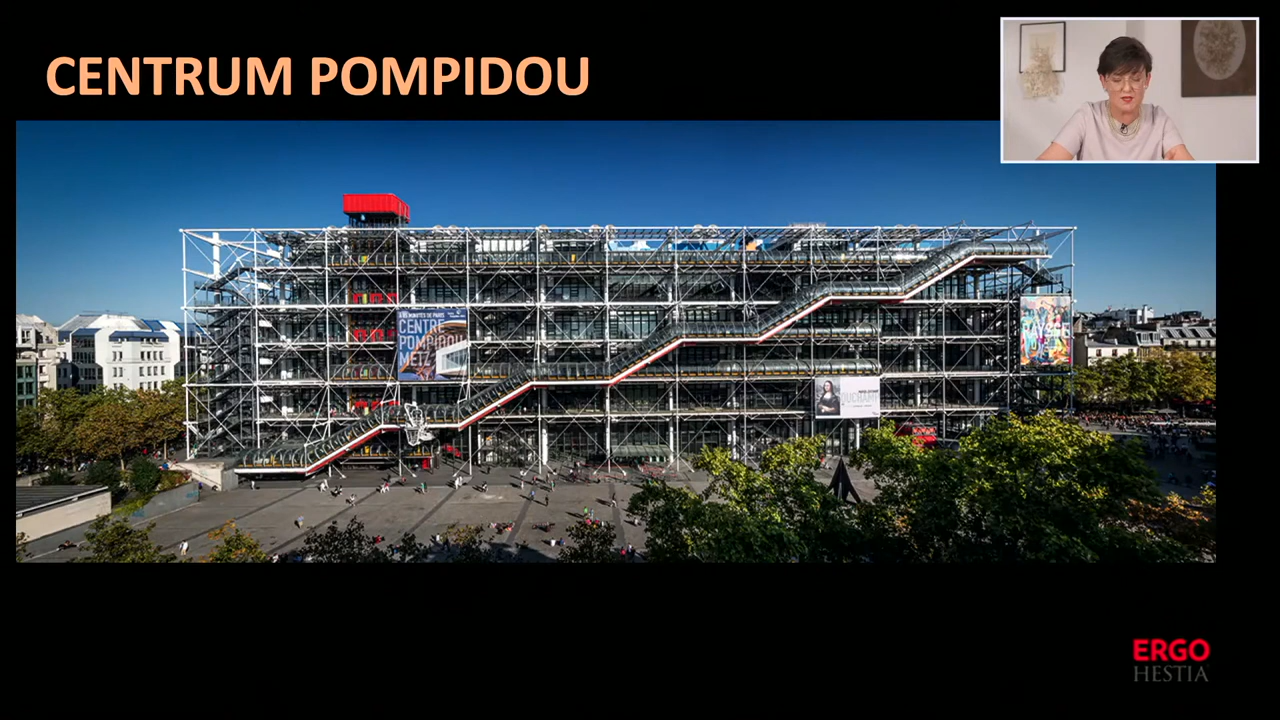 CENTRUM POMPIDOU
CENTRE
POMPIDOU
METZ
DUCHAMP
ERGO
HESTIA